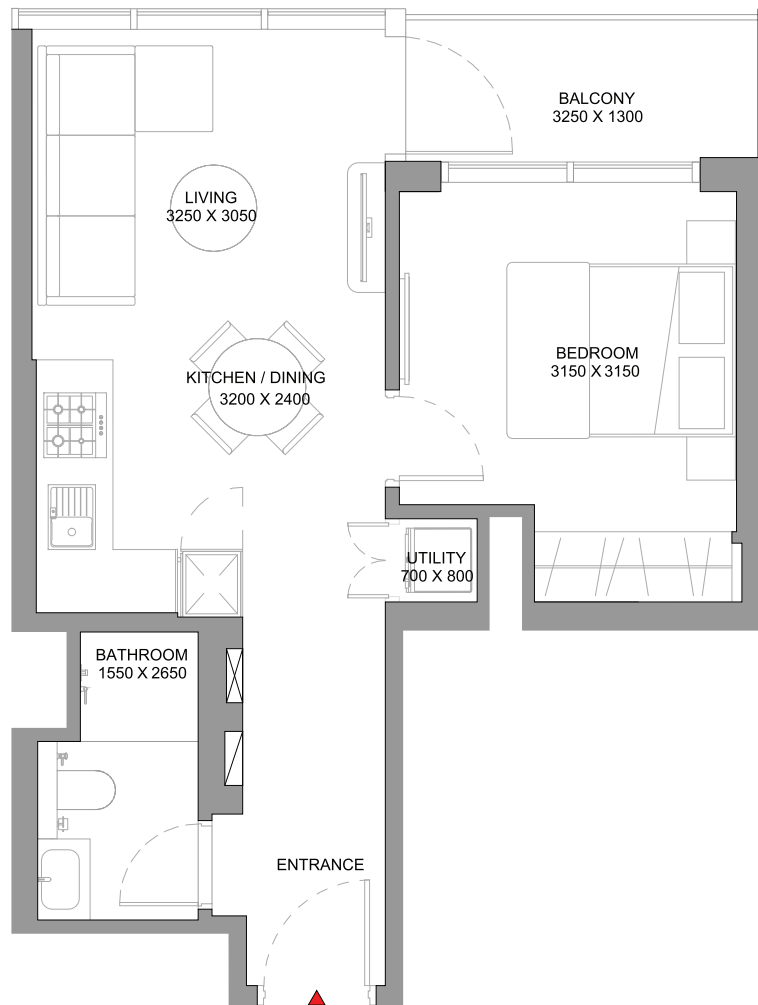 BALCONY
3250 X 1300
LIVING
3250 X 3050
BEDROOM
3150 X 3150
KITCHEN / DINING
3200 X 2400
UTILITY
700 X 800
BATHROOM
1550 X 2650
ENTRANCE